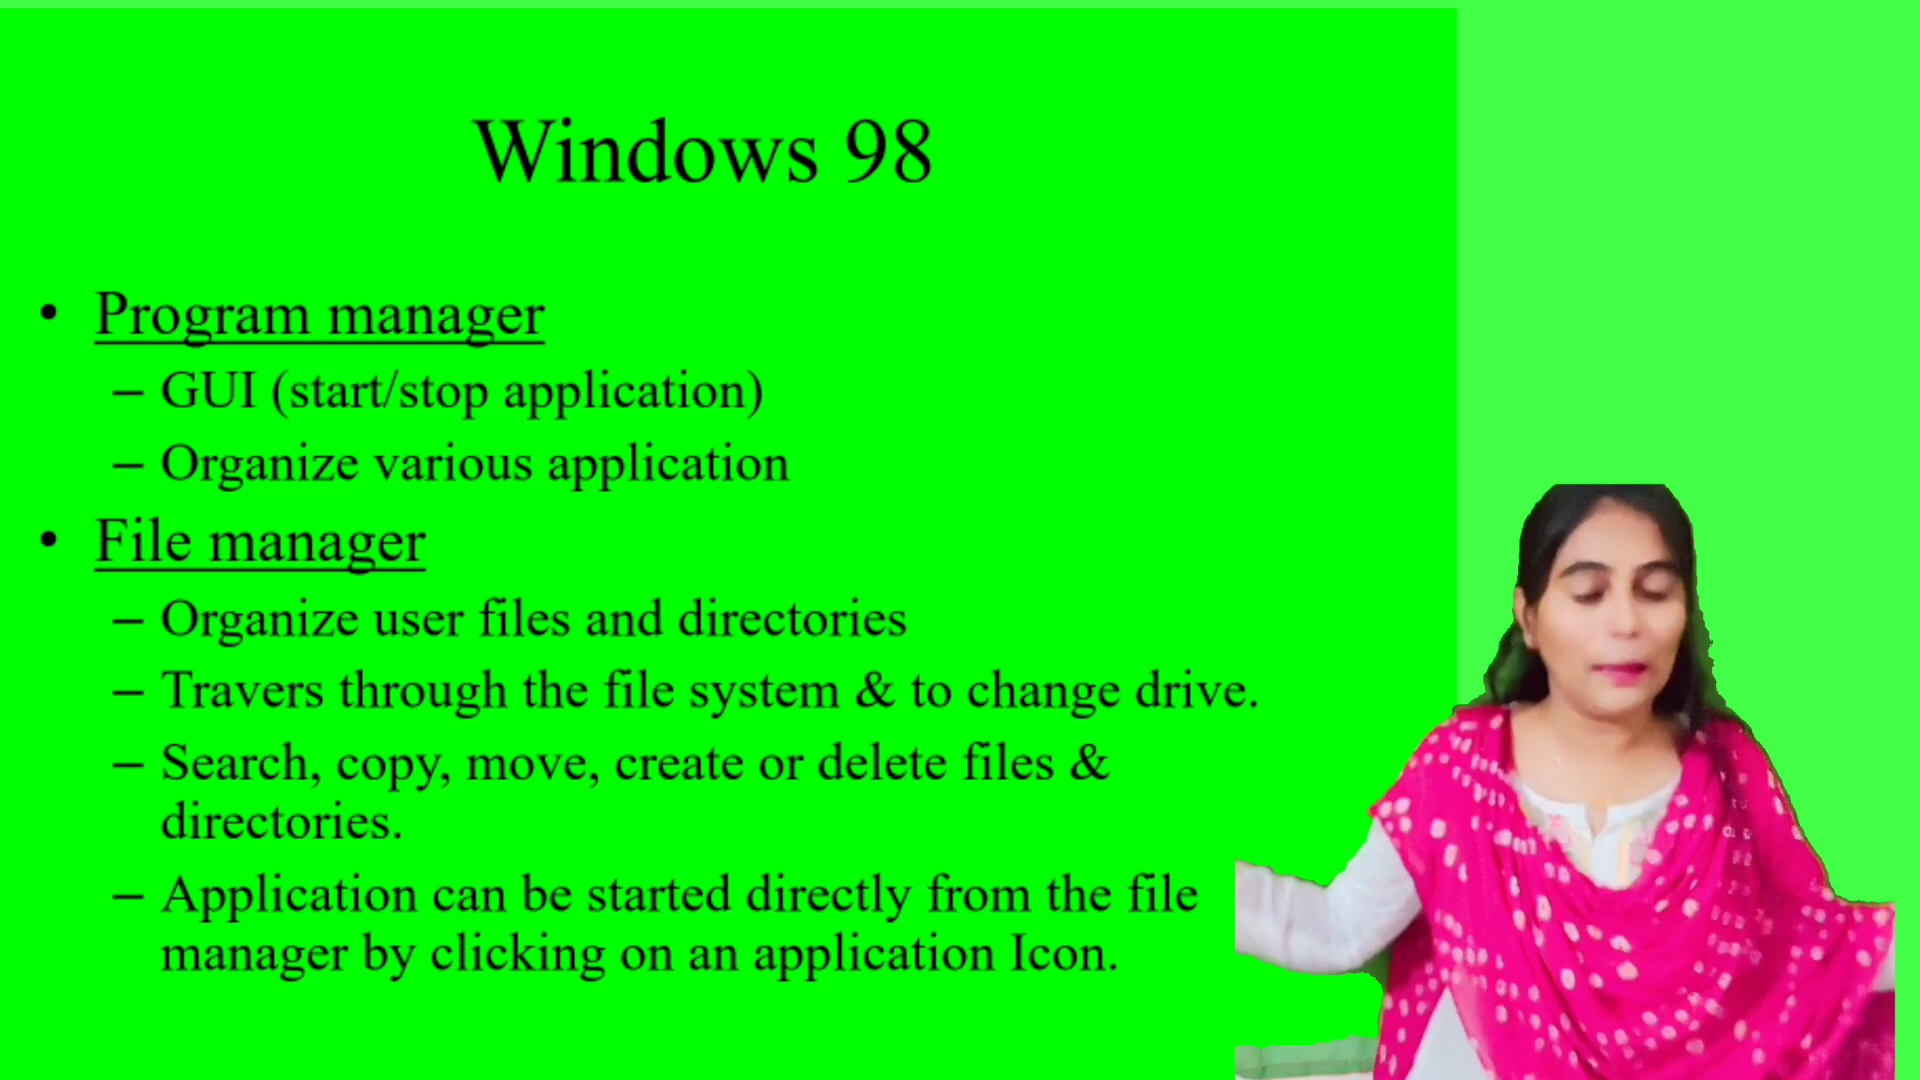 Windows 98
• Program manager
– GUI (start/stop application)
– Organize various application
• File manager
– Organize user files and directories
– Travers through the file system & to change drive.
– Search, copy, move, create or delete files &
directories.
– Application can be started directly from the file
manager by clicking on an application Icon.